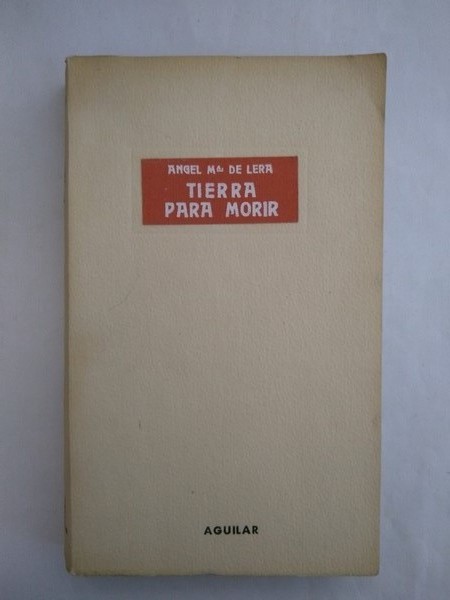 ANGEL Mª DE LERA
TIERRA
PARA MORIR
AGUILAR